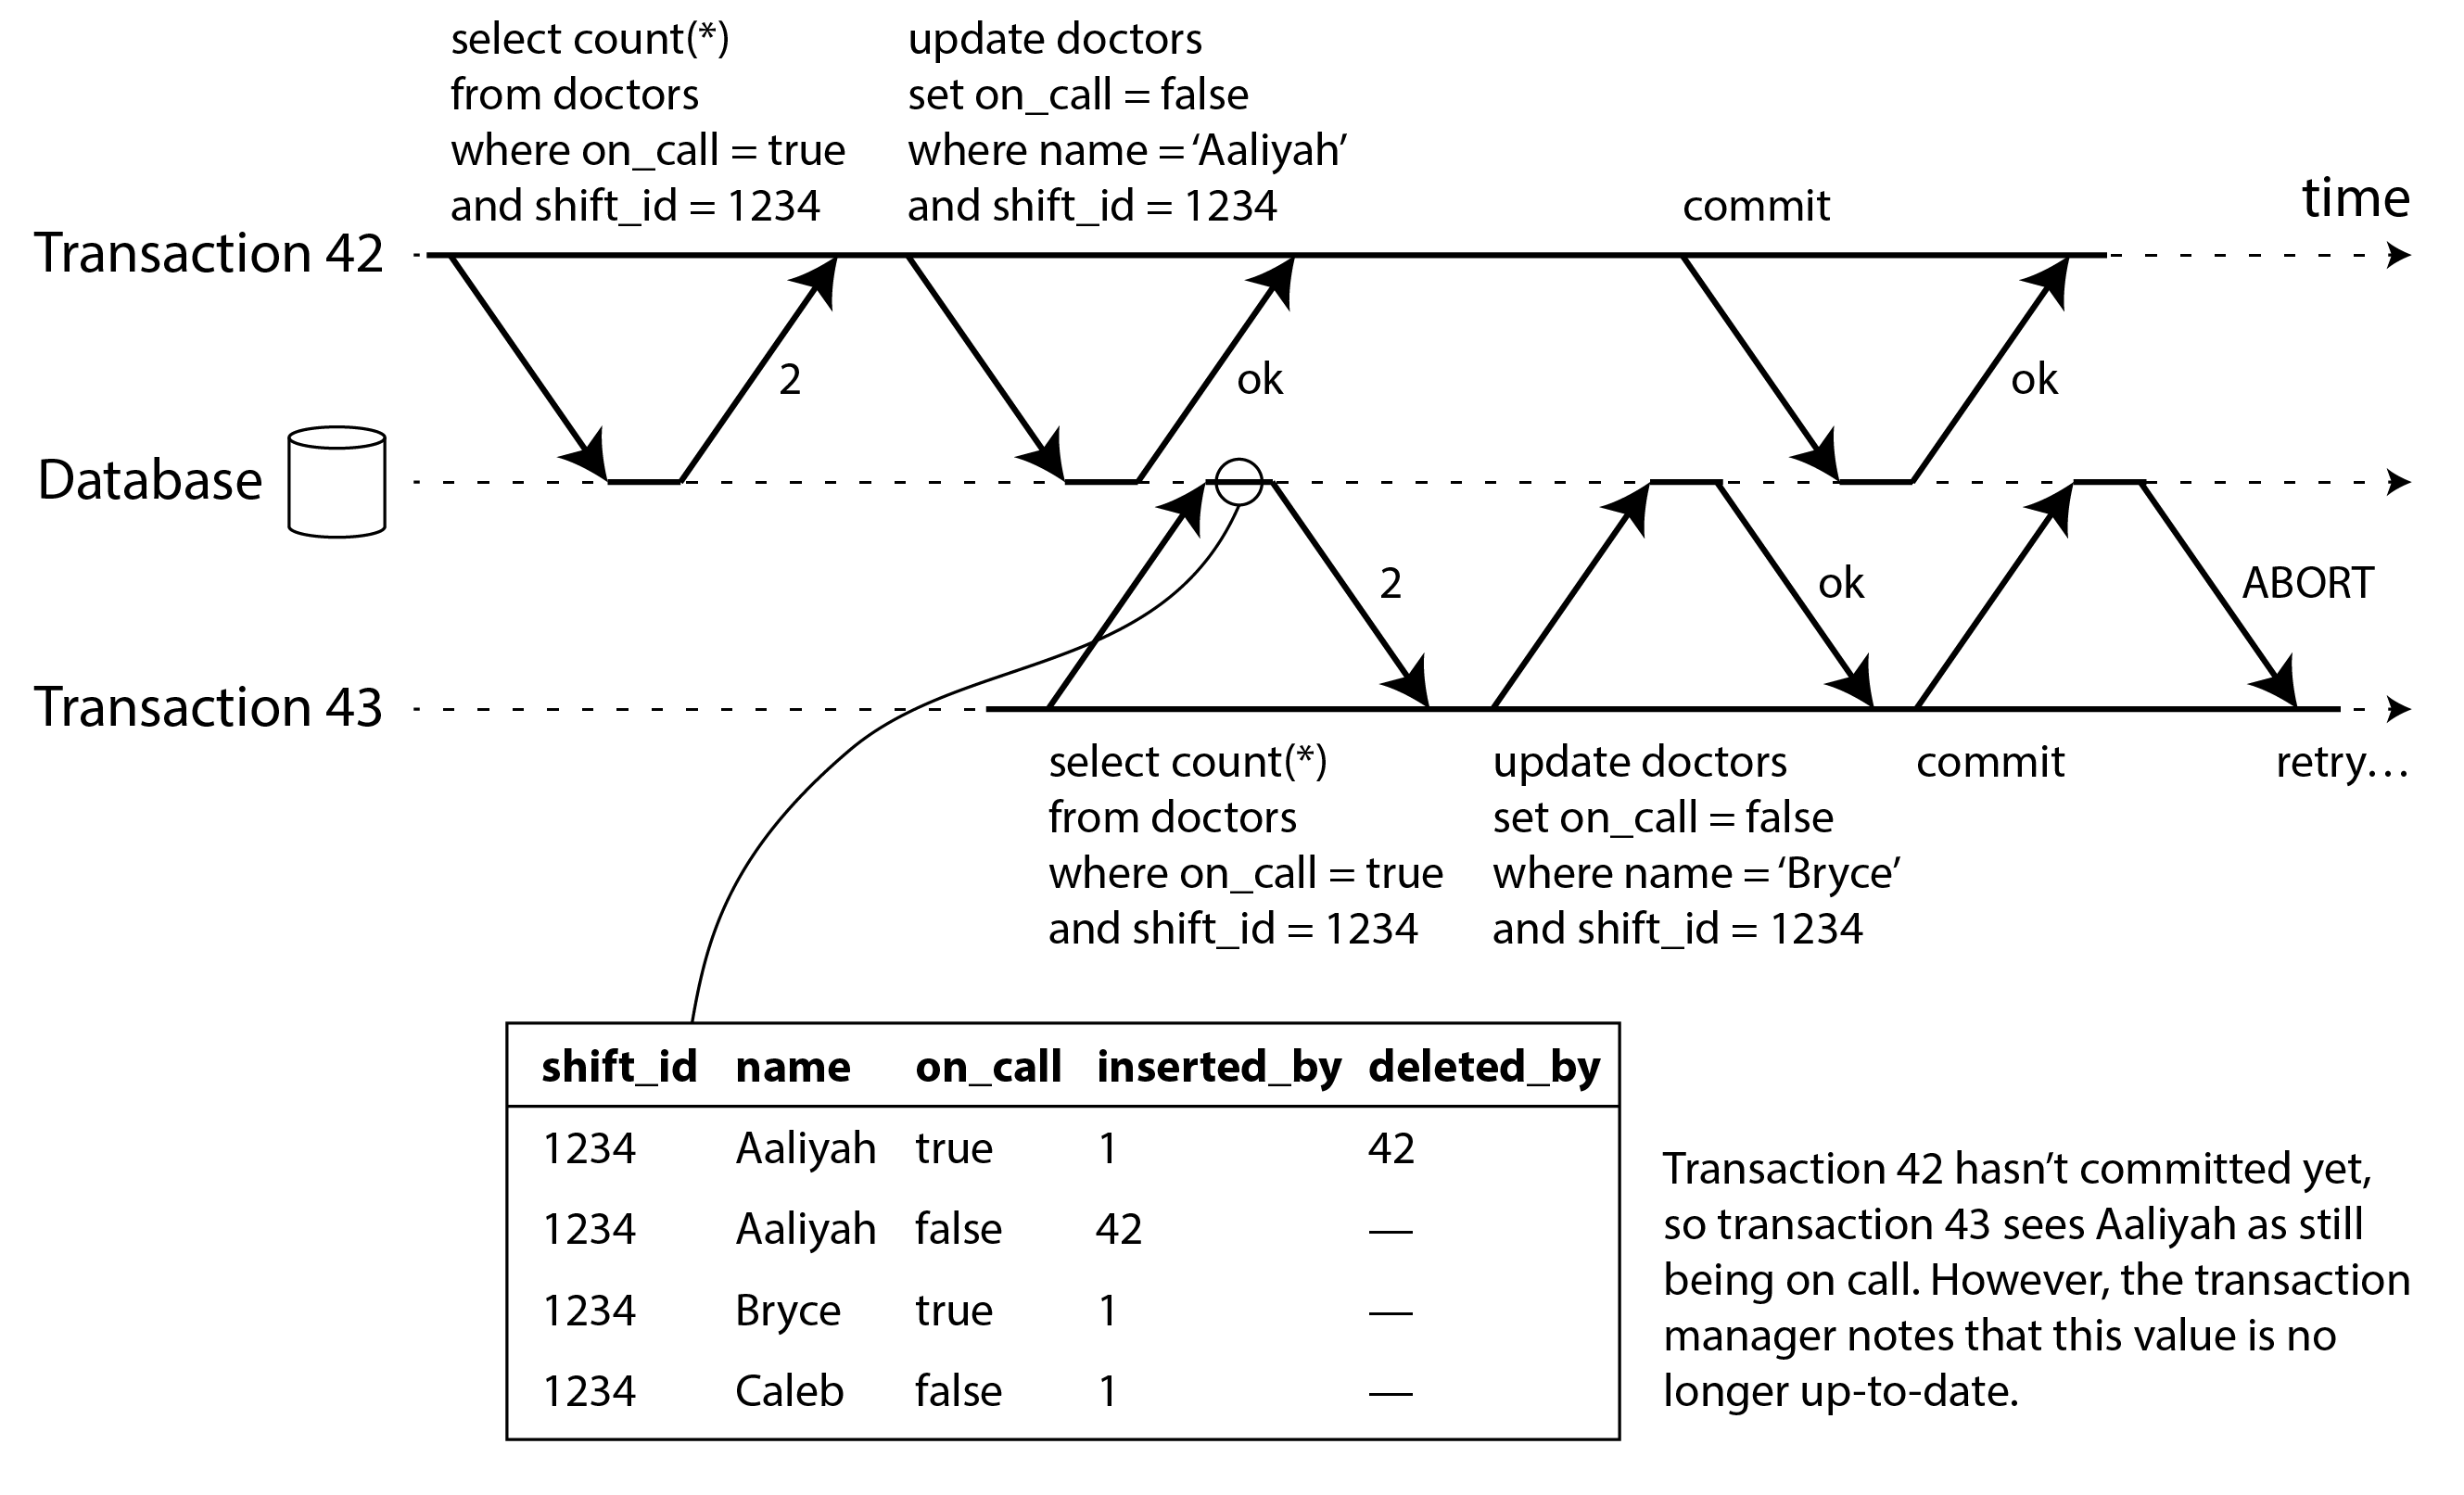 select count(*)
from doctors
where on_call = true
and shift_id = 1234
update doctors
set on_call = false
where name = ‘Aaliyah’
and shift_id = 1234
commit
time
Transaction 42
2
ok
ok
Database
2
ok
ABORT
Transaction 43
select count(*)
from doctors
where on_call = true
and shift_id = 1234
update doctors
set on_call = false
where name = ‘Bryce’
and shift_id = 1234
commit
retry…
shift_id name on_call inserted_by deleted_by
1234 Aaliyah true 1 42
1234 Aaliyah false 42 —
1234 Bryce true 1 —
1234 Caleb false 1 —
Transaction 42 hasn’t committed yet,
so transaction 43 sees Aaliyah as still
being on call. However, the transaction
manager notes that this value is no
longer up-to-date.